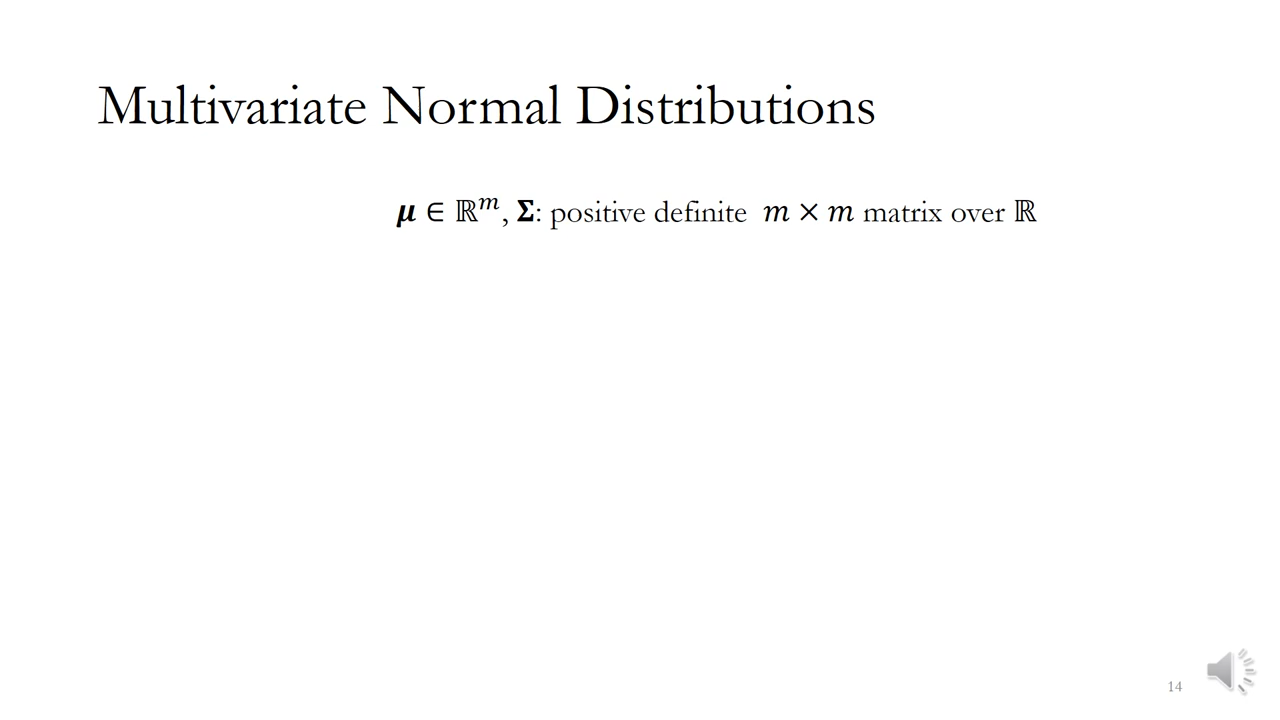 Multivariate Normal Distributions
𝝁 ∈ ℝ^𝑚, 𝚺: positive definite 𝑚 × 𝑚 matrix over ℝ
14